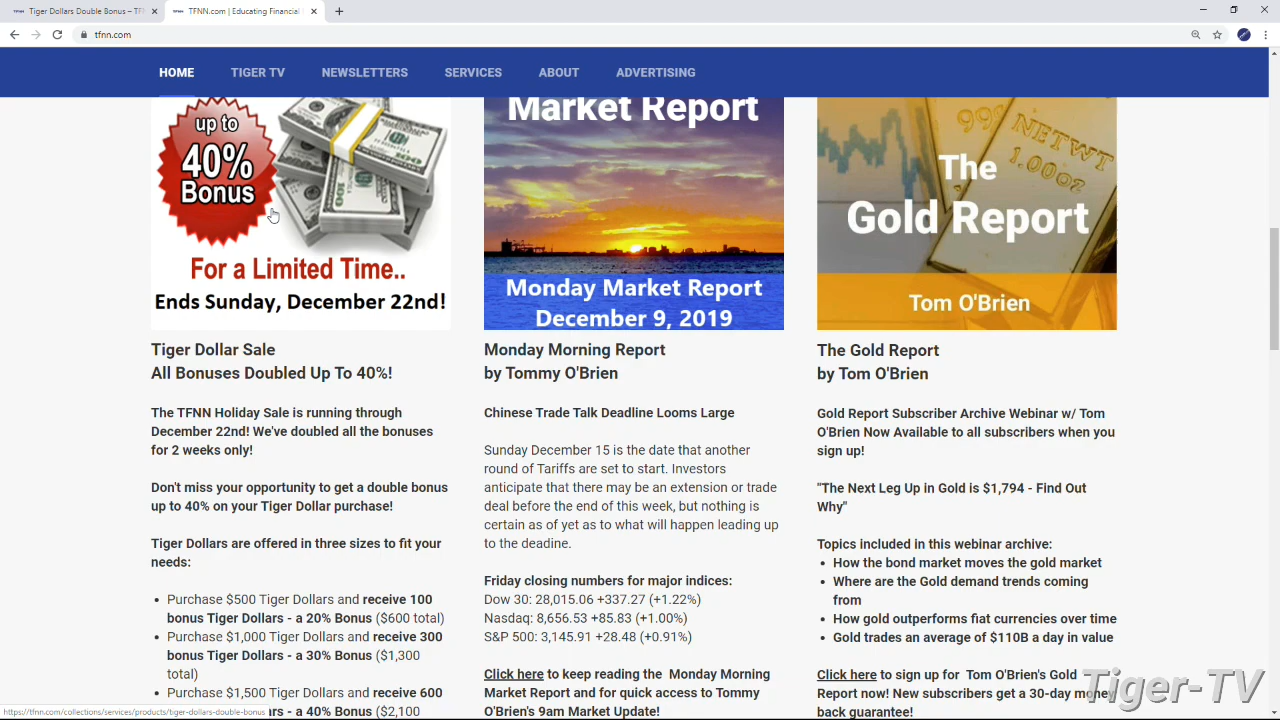 Tiger Dollars Double Bonus – TFN
TFNN.com | Educating Financial
tfnn.com
HOME
TIGER TV
NEWSLETTERS
SERVICES
ABOUT
ADVERTISING
up to
40%
Bonus
For a Limited Time..
Ends Sunday, December 22nd!
Tiger Dollar Sale
All Bonuses Doubled Up To 40%!
The TFNN Holiday Sale is running through
December 22nd! We've doubled all the bonuses
for 2 weeks only!
Don't miss your opportunity to get a double bonus
up to 40% on your Tiger Dollar purchase!
Tiger Dollars are offered in three sizes to fit your
needs:
• Purchase $500 Tiger Dollars and receive 100
bonus Tiger Dollars - a 20% Bonus ($600 total)
• Purchase $1,000 Tiger Dollars and receive 300
bonus Tiger Dollars - a 30% Bonus ($1,300
total)
• Purchase $1,500 Tiger Dollars and receive 600
rs - a 40% Bonus ($2,100
https://tfnn.com/collections/services/products/tiger-dollars-double-bonus
Market Report
Monday Market Report
December 9, 2019
Monday Morning Report
by Tommy O'Brien
Chinese Trade Talk Deadline Looms Large
Sunday December 15 is the date that another
round of Tariffs are set to start. Investors
anticipate that there may be an extension or trade
deal before the end of this week, but nothing is
certain as of yet as to what will happen leading up
to the deadine.
Friday closing numbers for major indices:
Dow 30: 28,015.06 +337.27 (+1.22%)
Nasdaq: 8,656.53 +85.83 (+1.00%)
S&P 500: 3,145.91 +28.48 (+0.91%)
Click here to keep reading the Monday Morning
Market Report and for quick access to Tommy
O'Brien's 9am Market Update!
999 NETWT
1.00oz
The
Gold Report
Tom O'Brien
The Gold Report
by Tom O'Brien
Gold Report Subscriber Archive Webinar w/ Tom
O'Brien Now Available to all subscribers when you
sign up!
"The Next Leg Up in Gold is $1,794 - Find Out
Why"
Topics included in this webinar archive:
• How the bond market moves the gold market
• Where are the Gold demand trends coming
from
• How gold outperforms fiat currencies over time
• Gold trades an average of $110B a day in value
Click here to sign up for Tom O'Brien's Gold
Report now! New subscribers get a 30-day money
back guarantee!
Tiger-TV